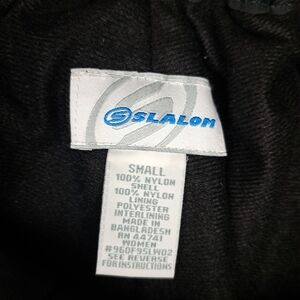 SLALOM
SMALL
100% NYLON
SHELL
100% NYLON
LINING
POLYESTER
INTERLINING
MADE IN
BANGLADESH
RN 44741
WOMEN
#960F95LW02
SEE REVERSE
FOR INSTRUCTIONS